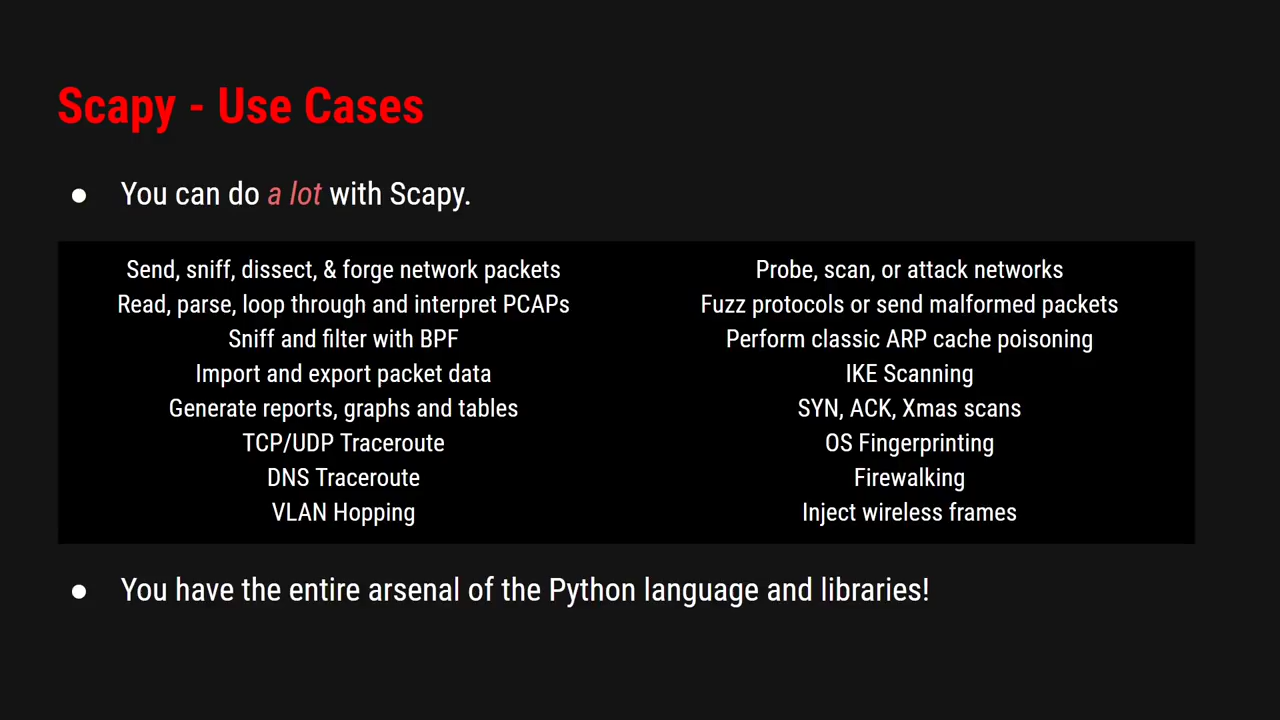 Scapy - Use Cases
● You can do a lot with Scapy.
Send, sniff, dissect, & forge network packets
Read, parse, loop through and interpret PCAPs
Sniff and filter with BPF
Import and export packet data
Generate reports, graphs and tables
TCP/UDP Traceroute
DNS Traceroute
VLAN Hopping
Probe, scan, or attack networks
Fuzz protocols or send malformed packets
Perform classic ARP cache poisoning
IKE Scanning
SYN, ACK, Xmas scans
OS Fingerprinting
Firewalking
Inject wireless frames
● You have the entire arsenal of the Python language and libraries!